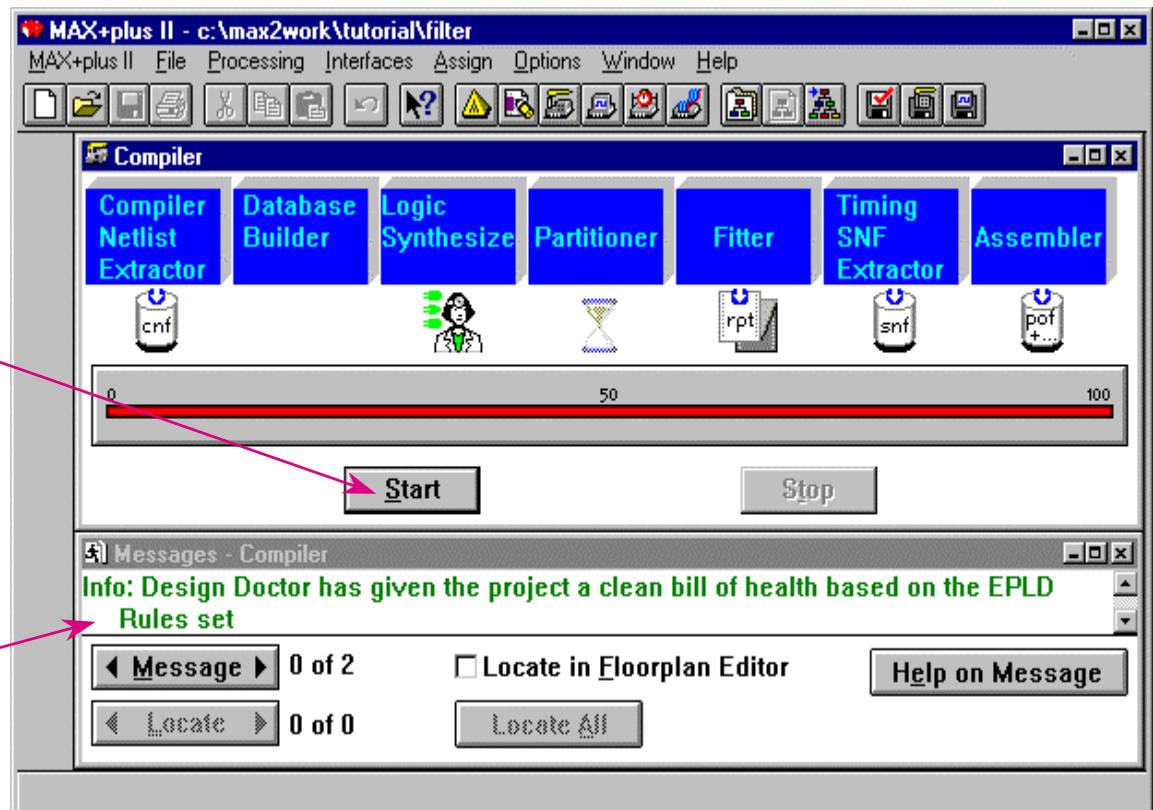 MAX+plus II - c:\max2work\tutorial\filter
MAX+plus II File Processing Interfaces Assign Options Window Help
Compiler
Compiler Netlist Extractor
Database Builder
Logic Synthesize
Partitioner
Fitter
Timing SNF Extractor
Assembler
cnf
rpt
snf
pof +...
0 50 100
Start Stop
Messages - Compiler
Info: Design Doctor has given the project a clean bill of health based on the EPLD
Rules set
Message 0 of 2 Locate in Floorplan Editor Help on Message
Locate 0 of 0 Locate All